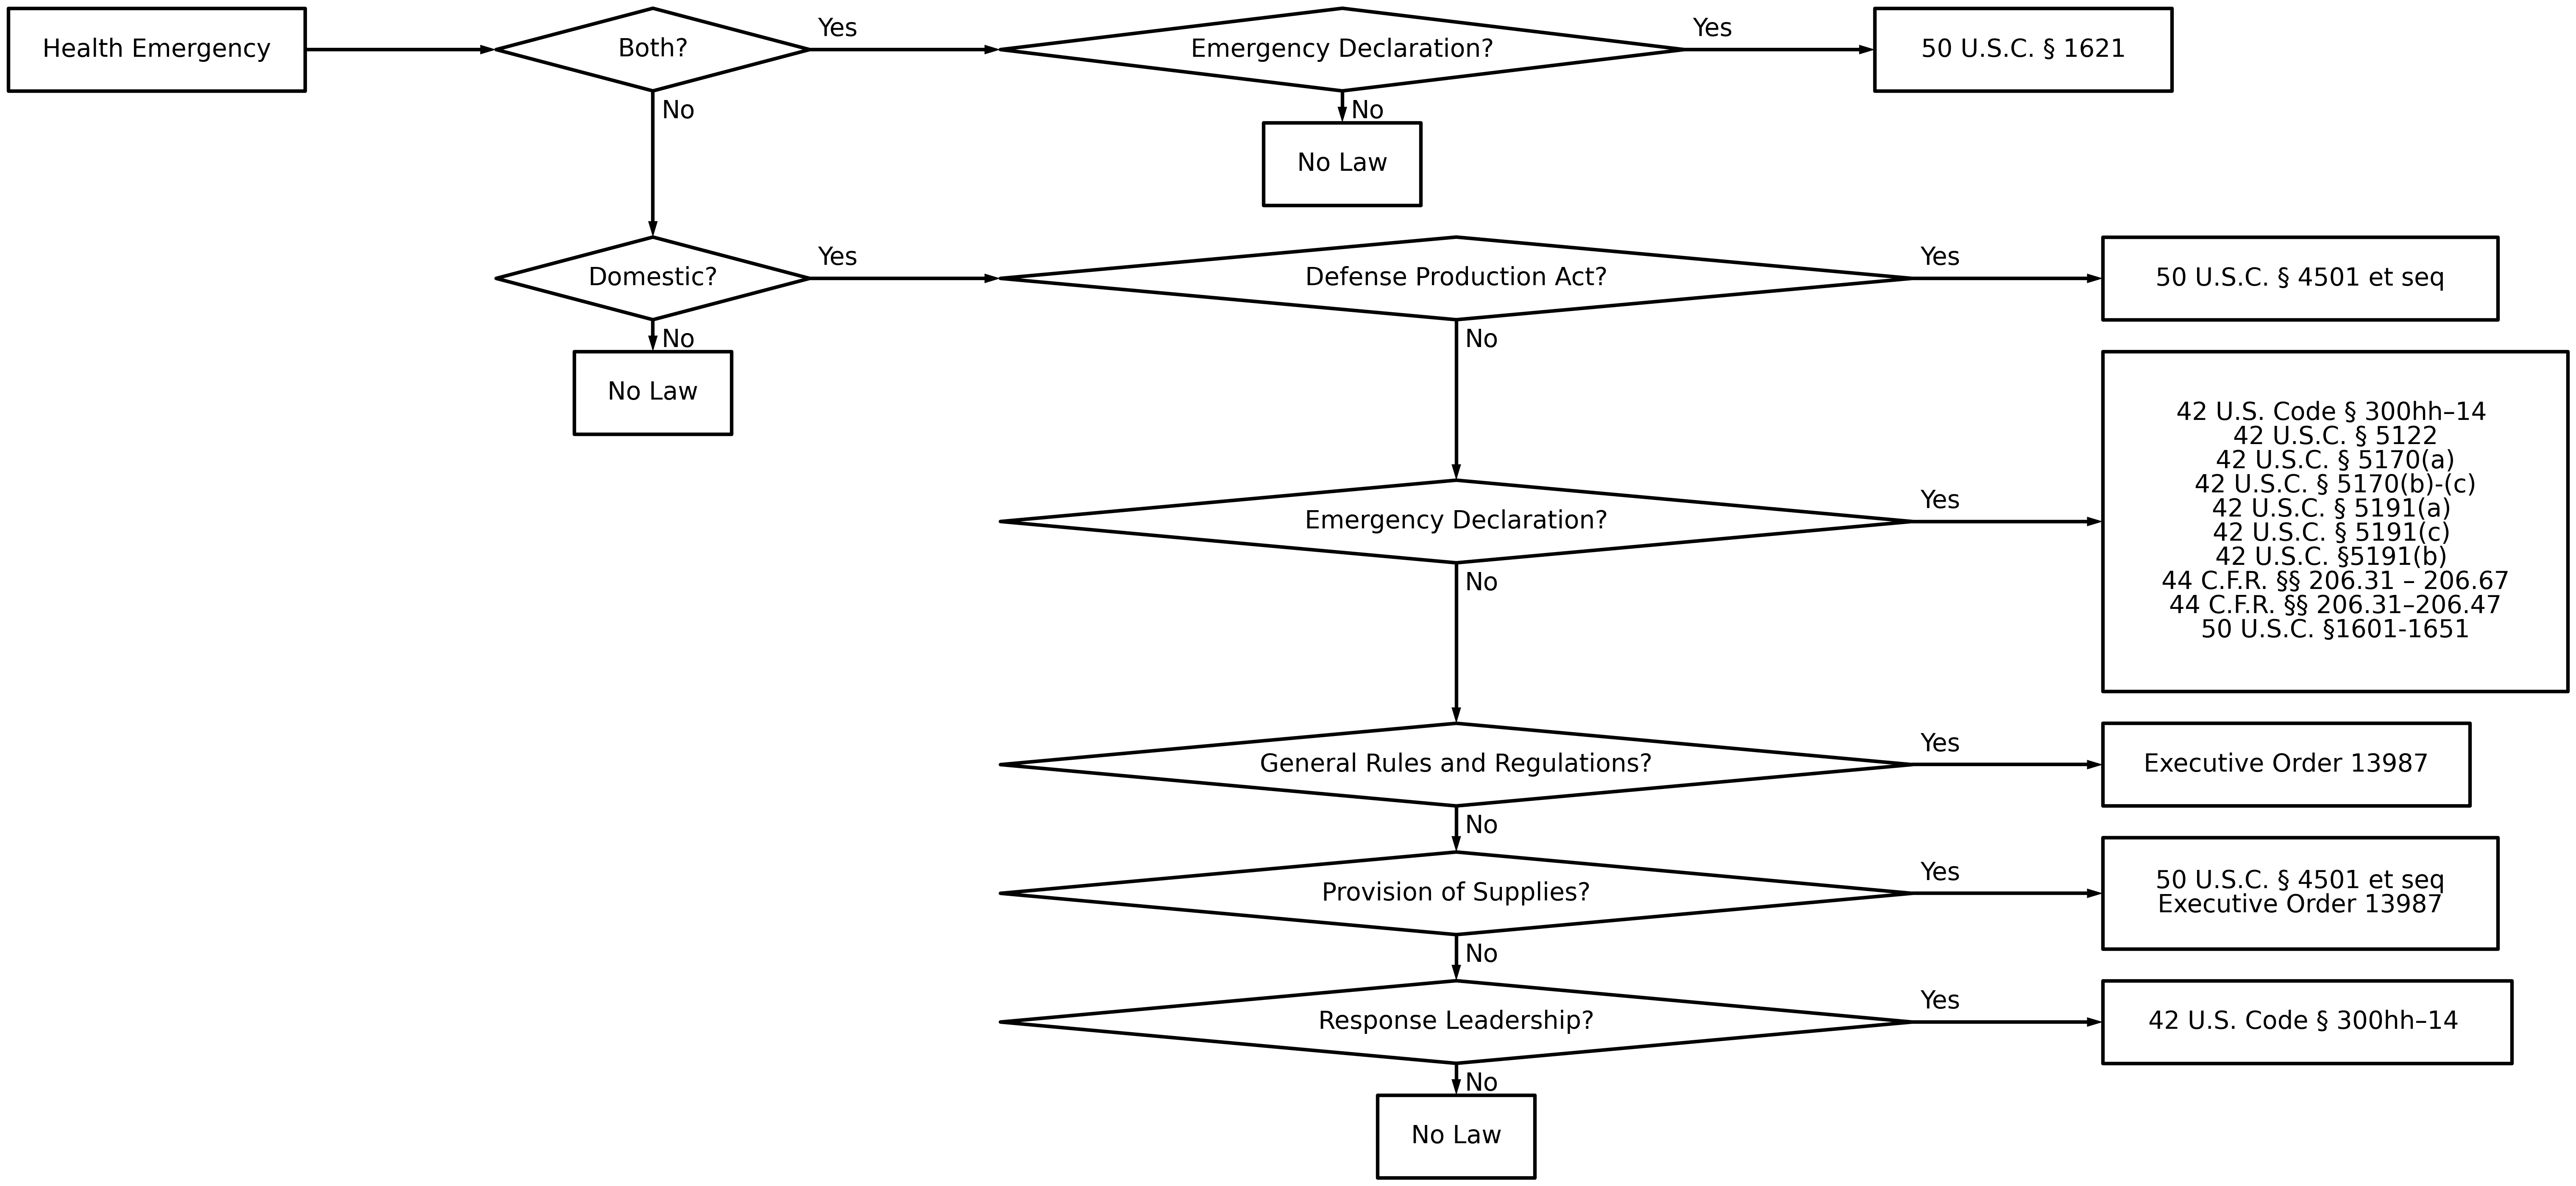 Health Emergency
Both?
Yes
Emergency Declaration?
Yes
50 U.S.C. § 1621
No
No
No Law
Domestic?
Yes
Defense Production Act?
Yes
50 U.S.C. § 4501 et seq
No
No
No Law
42 U.S. Code § 300hh–14
42 U.S.C. § 5122
42 U.S.C. § 5170(a)
42 U.S.C. § 5170(b)-(c)
42 U.S.C. § 5191(a)
42 U.S.C. § 5191(c)
42 U.S.C. §5191(b)
44 C.F.R. §§ 206.31 – 206.67
44 C.F.R. §§ 206.31–206.47
50 U.S.C. §1601-1651
Emergency Declaration?
Yes
No
General Rules and Regulations?
Yes
Executive Order 13987
No
Provision of Supplies?
Yes
50 U.S.C. § 4501 et seq
Executive Order 13987
No
Response Leadership?
Yes
42 U.S. Code § 300hh–14
No
No Law